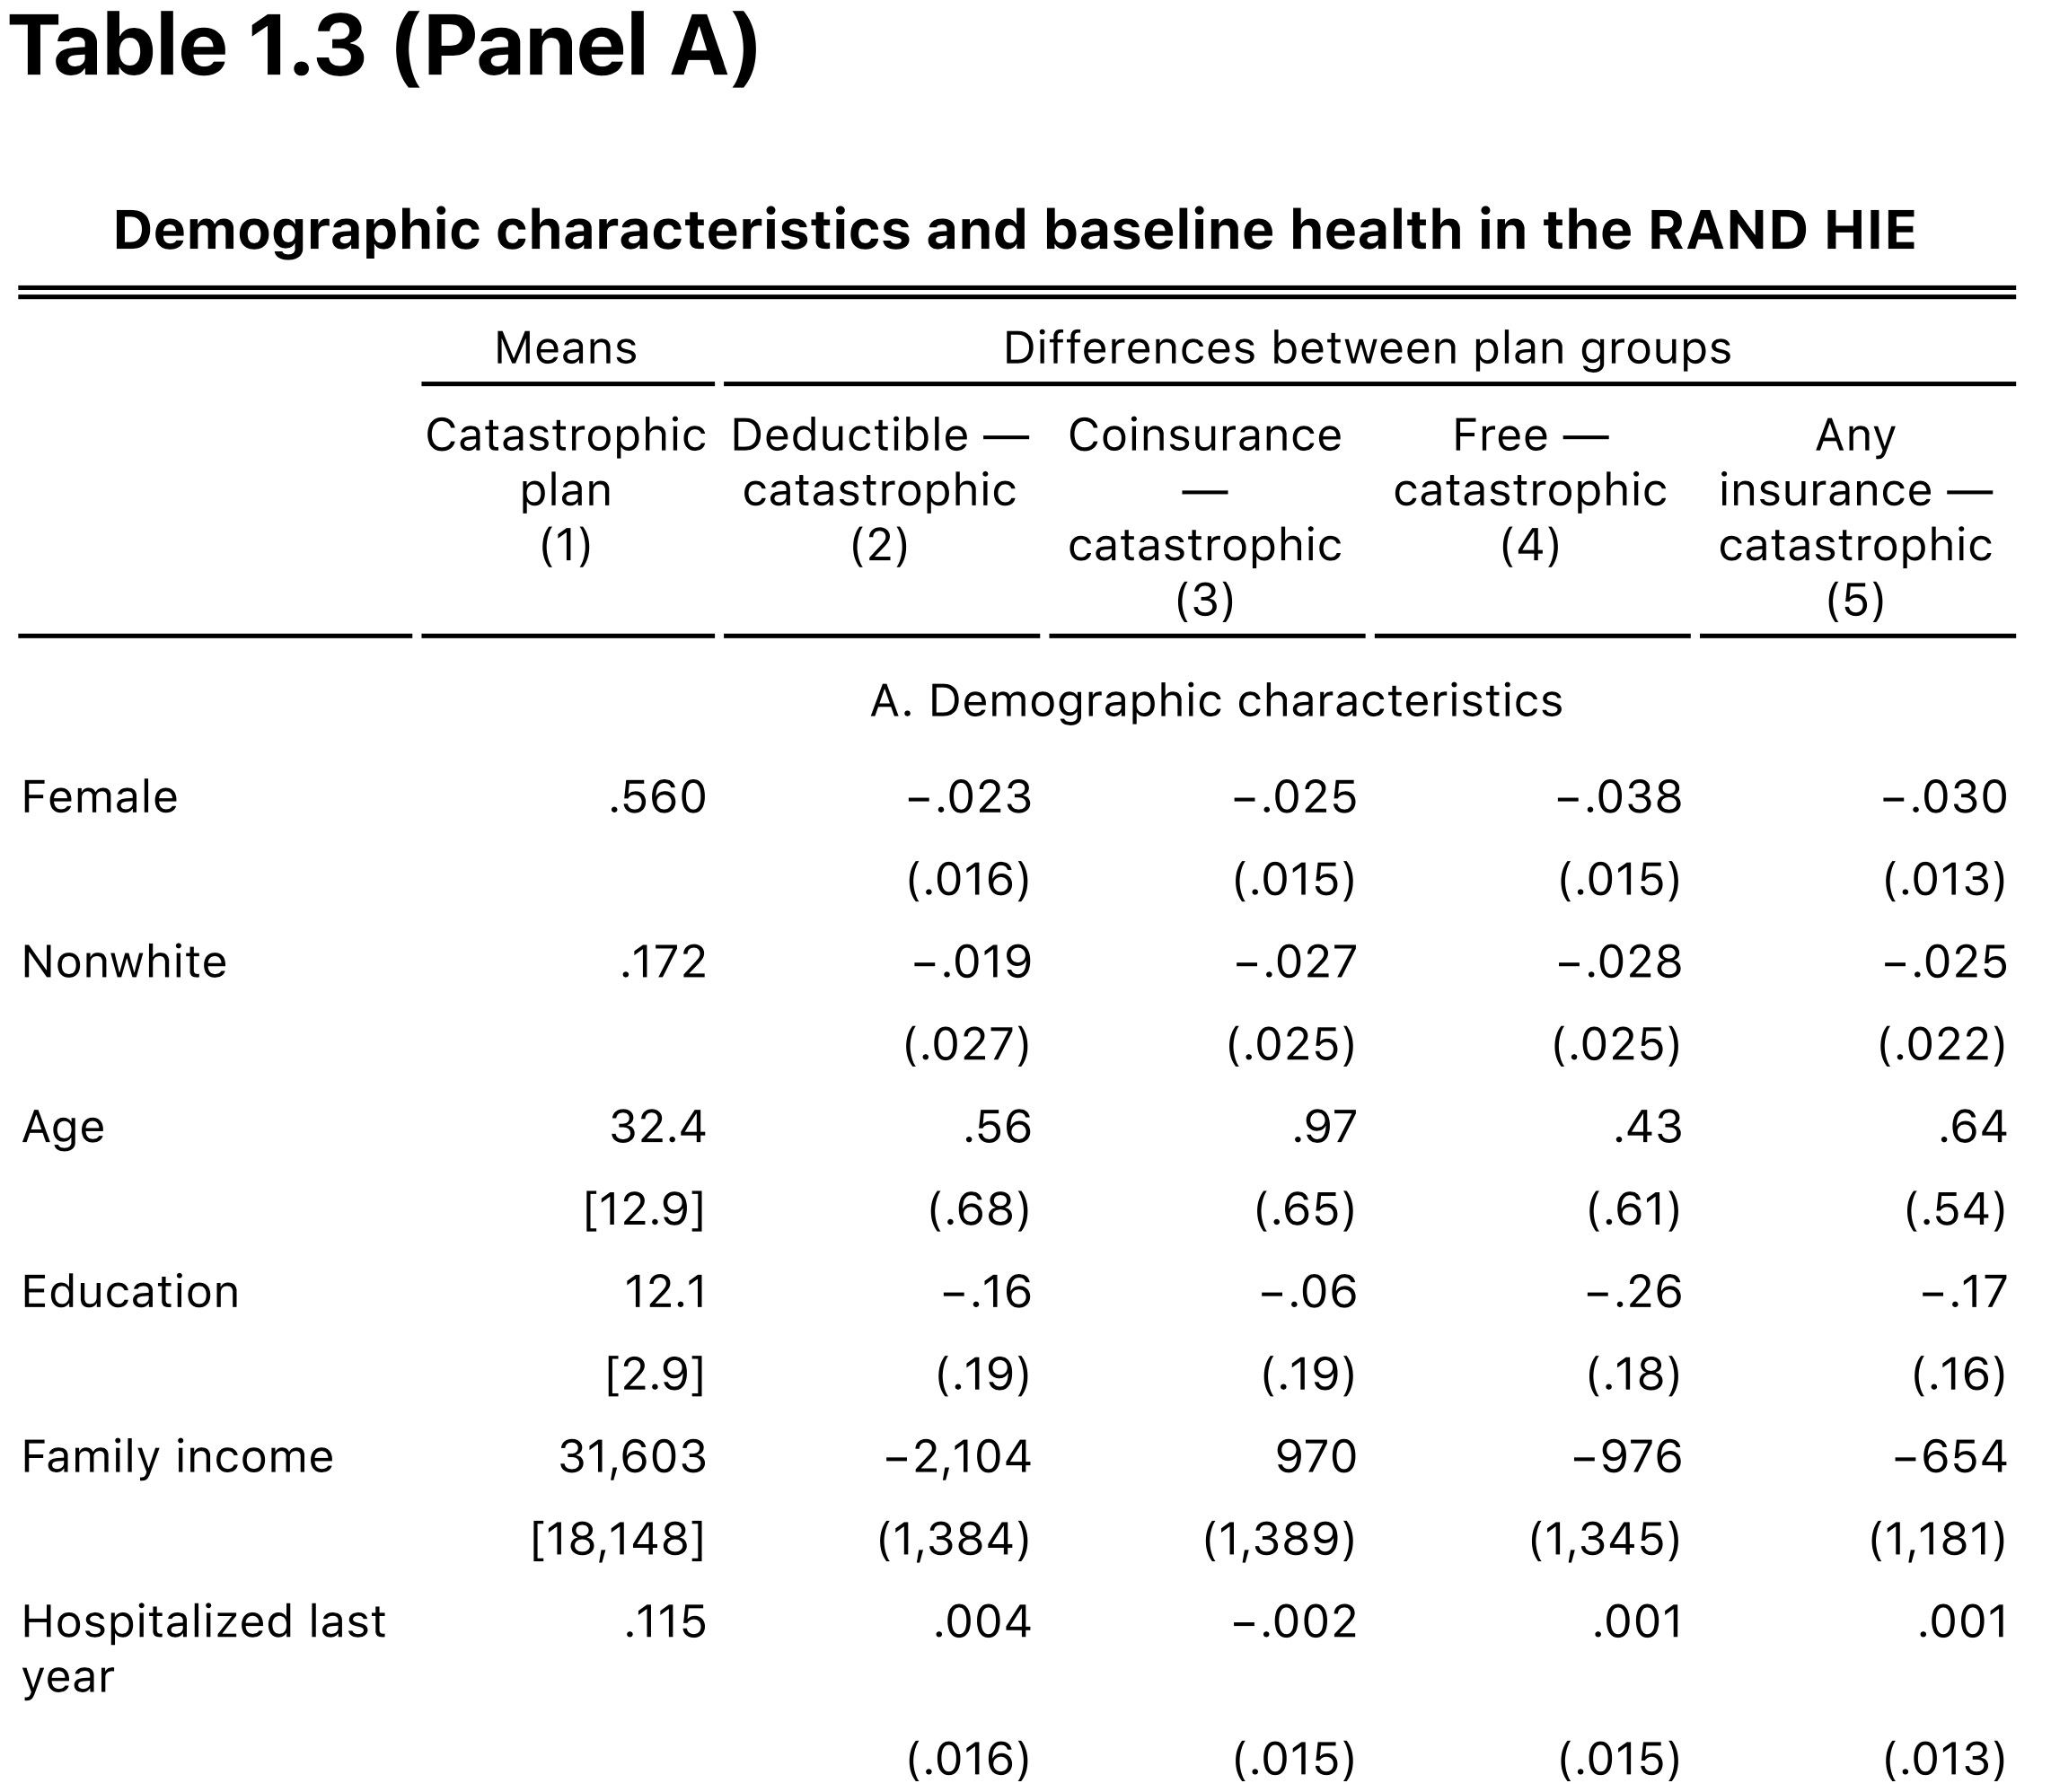 Table 1.3 (Panel A)
Demographic characteristics and baseline health in the RAND HIE
Means Differences between plan groups
Catastrophic plan (1) Deductible — catastrophic (2) Coinsurance — catastrophic (3) Free — catastrophic (4) Any insurance — catastrophic (5)
A. Demographic characteristics
Female .560 −.023 −.025 −.038 −.030
(.016) (.015) (.015) (.013)
Nonwhite .172 −.019 −.027 −.028 −.025
(.027) (.025) (.025) (.022)
Age 32.4 .56 .97 .43 .64
[12.9] (.68) (.65) (.61) (.54)
Education 12.1 −.16 −.06 −.26 −.17
[2.9] (.19) (.19) (.18) (.16)
Family income 31,603 −2,104 970 −976 −654
[18,148] (1,384) (1,389) (1,345) (1,181)
Hospitalized last year .115 .004 −.002 .001 .001
(.016) (.015) (.015) (.013)